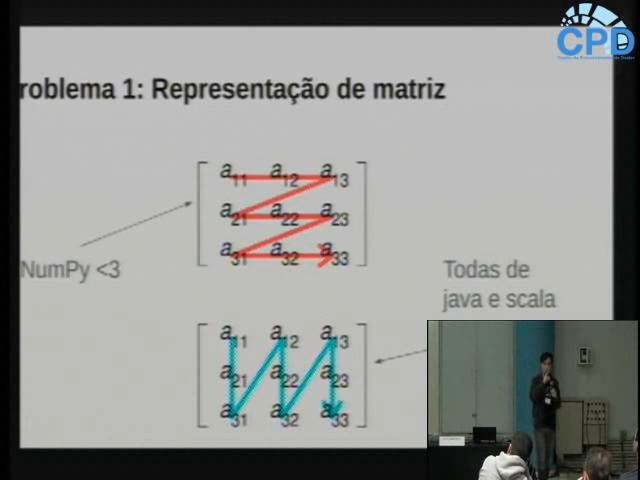 CPD
roblema 1: Representação de matriz
a11 a12 a13
a21 a22 a23
a31 a32 a33
NumPy <3
Todas de
java e scala
a11 a12 a13
a21 a22 a23
a31 a32 a33